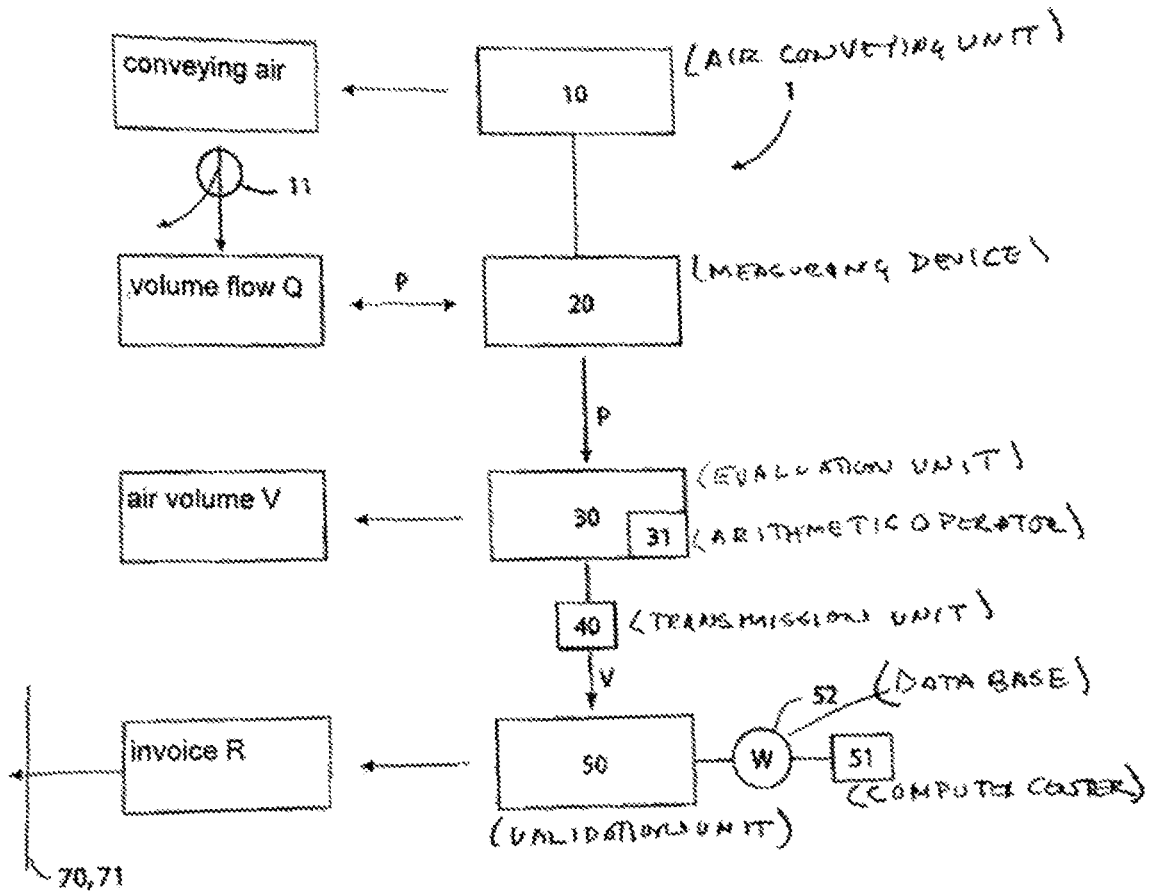 conveying air
10
(AIR CONVEYING UNIT)
1
11
volume flow Q
P
20
(MEASURING DEVICE)
P
air volume V
30
(EVALUATION UNIT)
31
(ARITHMETIC OPERATOR)
40
(TRANSMISSION UNIT)
V
52
(DATA BASE)
invoice R
50
W
51
(COMPUTER CENTER)
(VALIDATION UNIT)
70,71